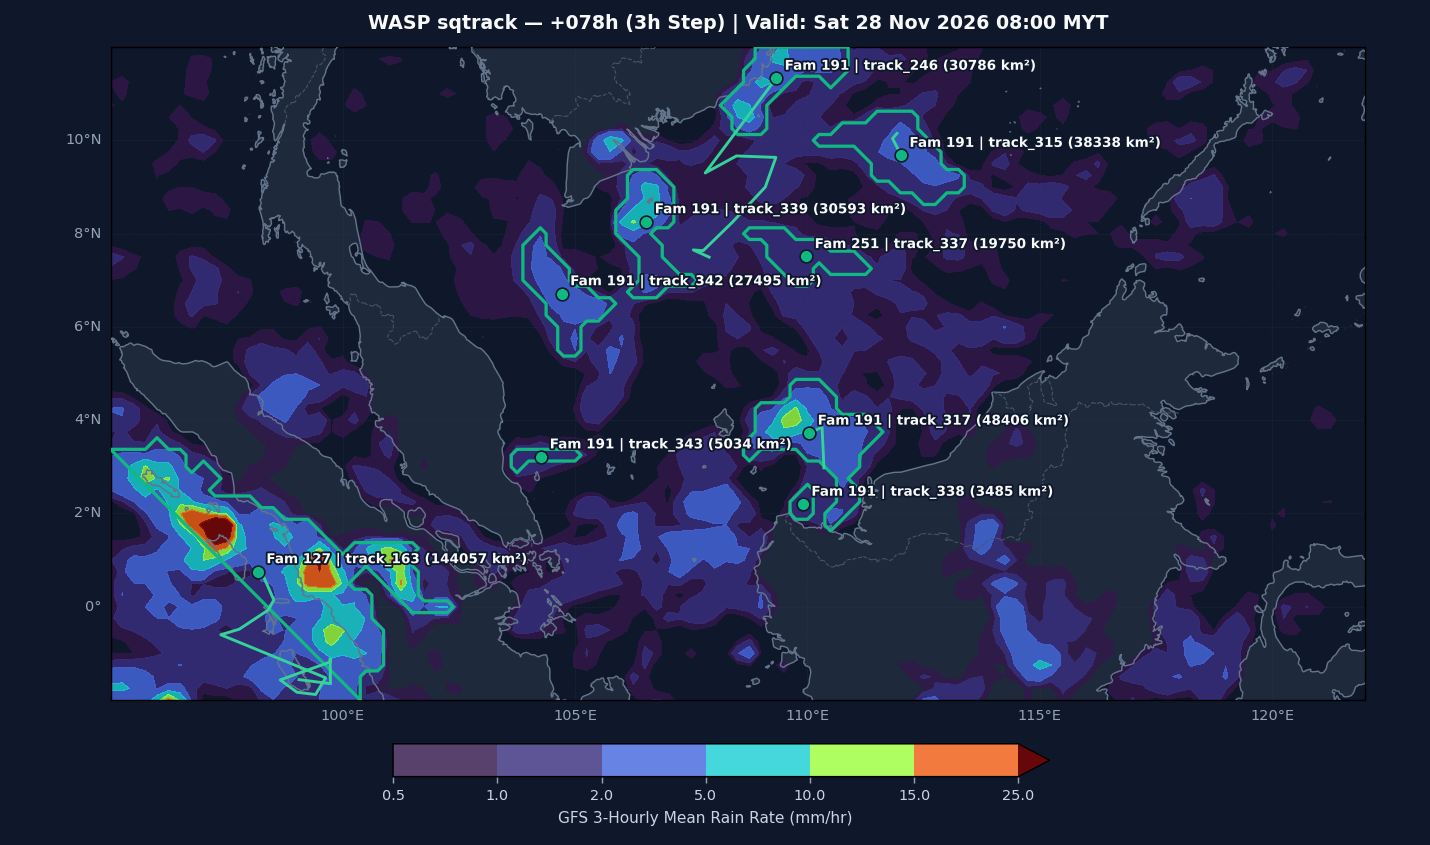 WASP sqtrack — +078h (3h Step) | Valid: Sat 28 Nov 2026 08:00 MYT
Fam 191 | track_246 (30786 km²)
10°N
Fam 191 | track_315 (38338 km²)
Fam 191 | track_339 (30593 km²)
8°N
Fam 251 | track_337 (19750 km²)
Fam 191 | track_342 (27495 km²)
6°N
4°N
Fam 191 | track_317 (48406 km²)
Fam 191 | track_343 (5034 km²)
Fam 191 | track_338 (3485 km²)
2°N
Fam 127 | track_163 (144057 km²)
0°
100°E 105°E 110°E 115°E 120°E
0.5 1.0 2.0 5.0 10.0 15.0 25.0
GFS 3-Hourly Mean Rain Rate (mm/hr)